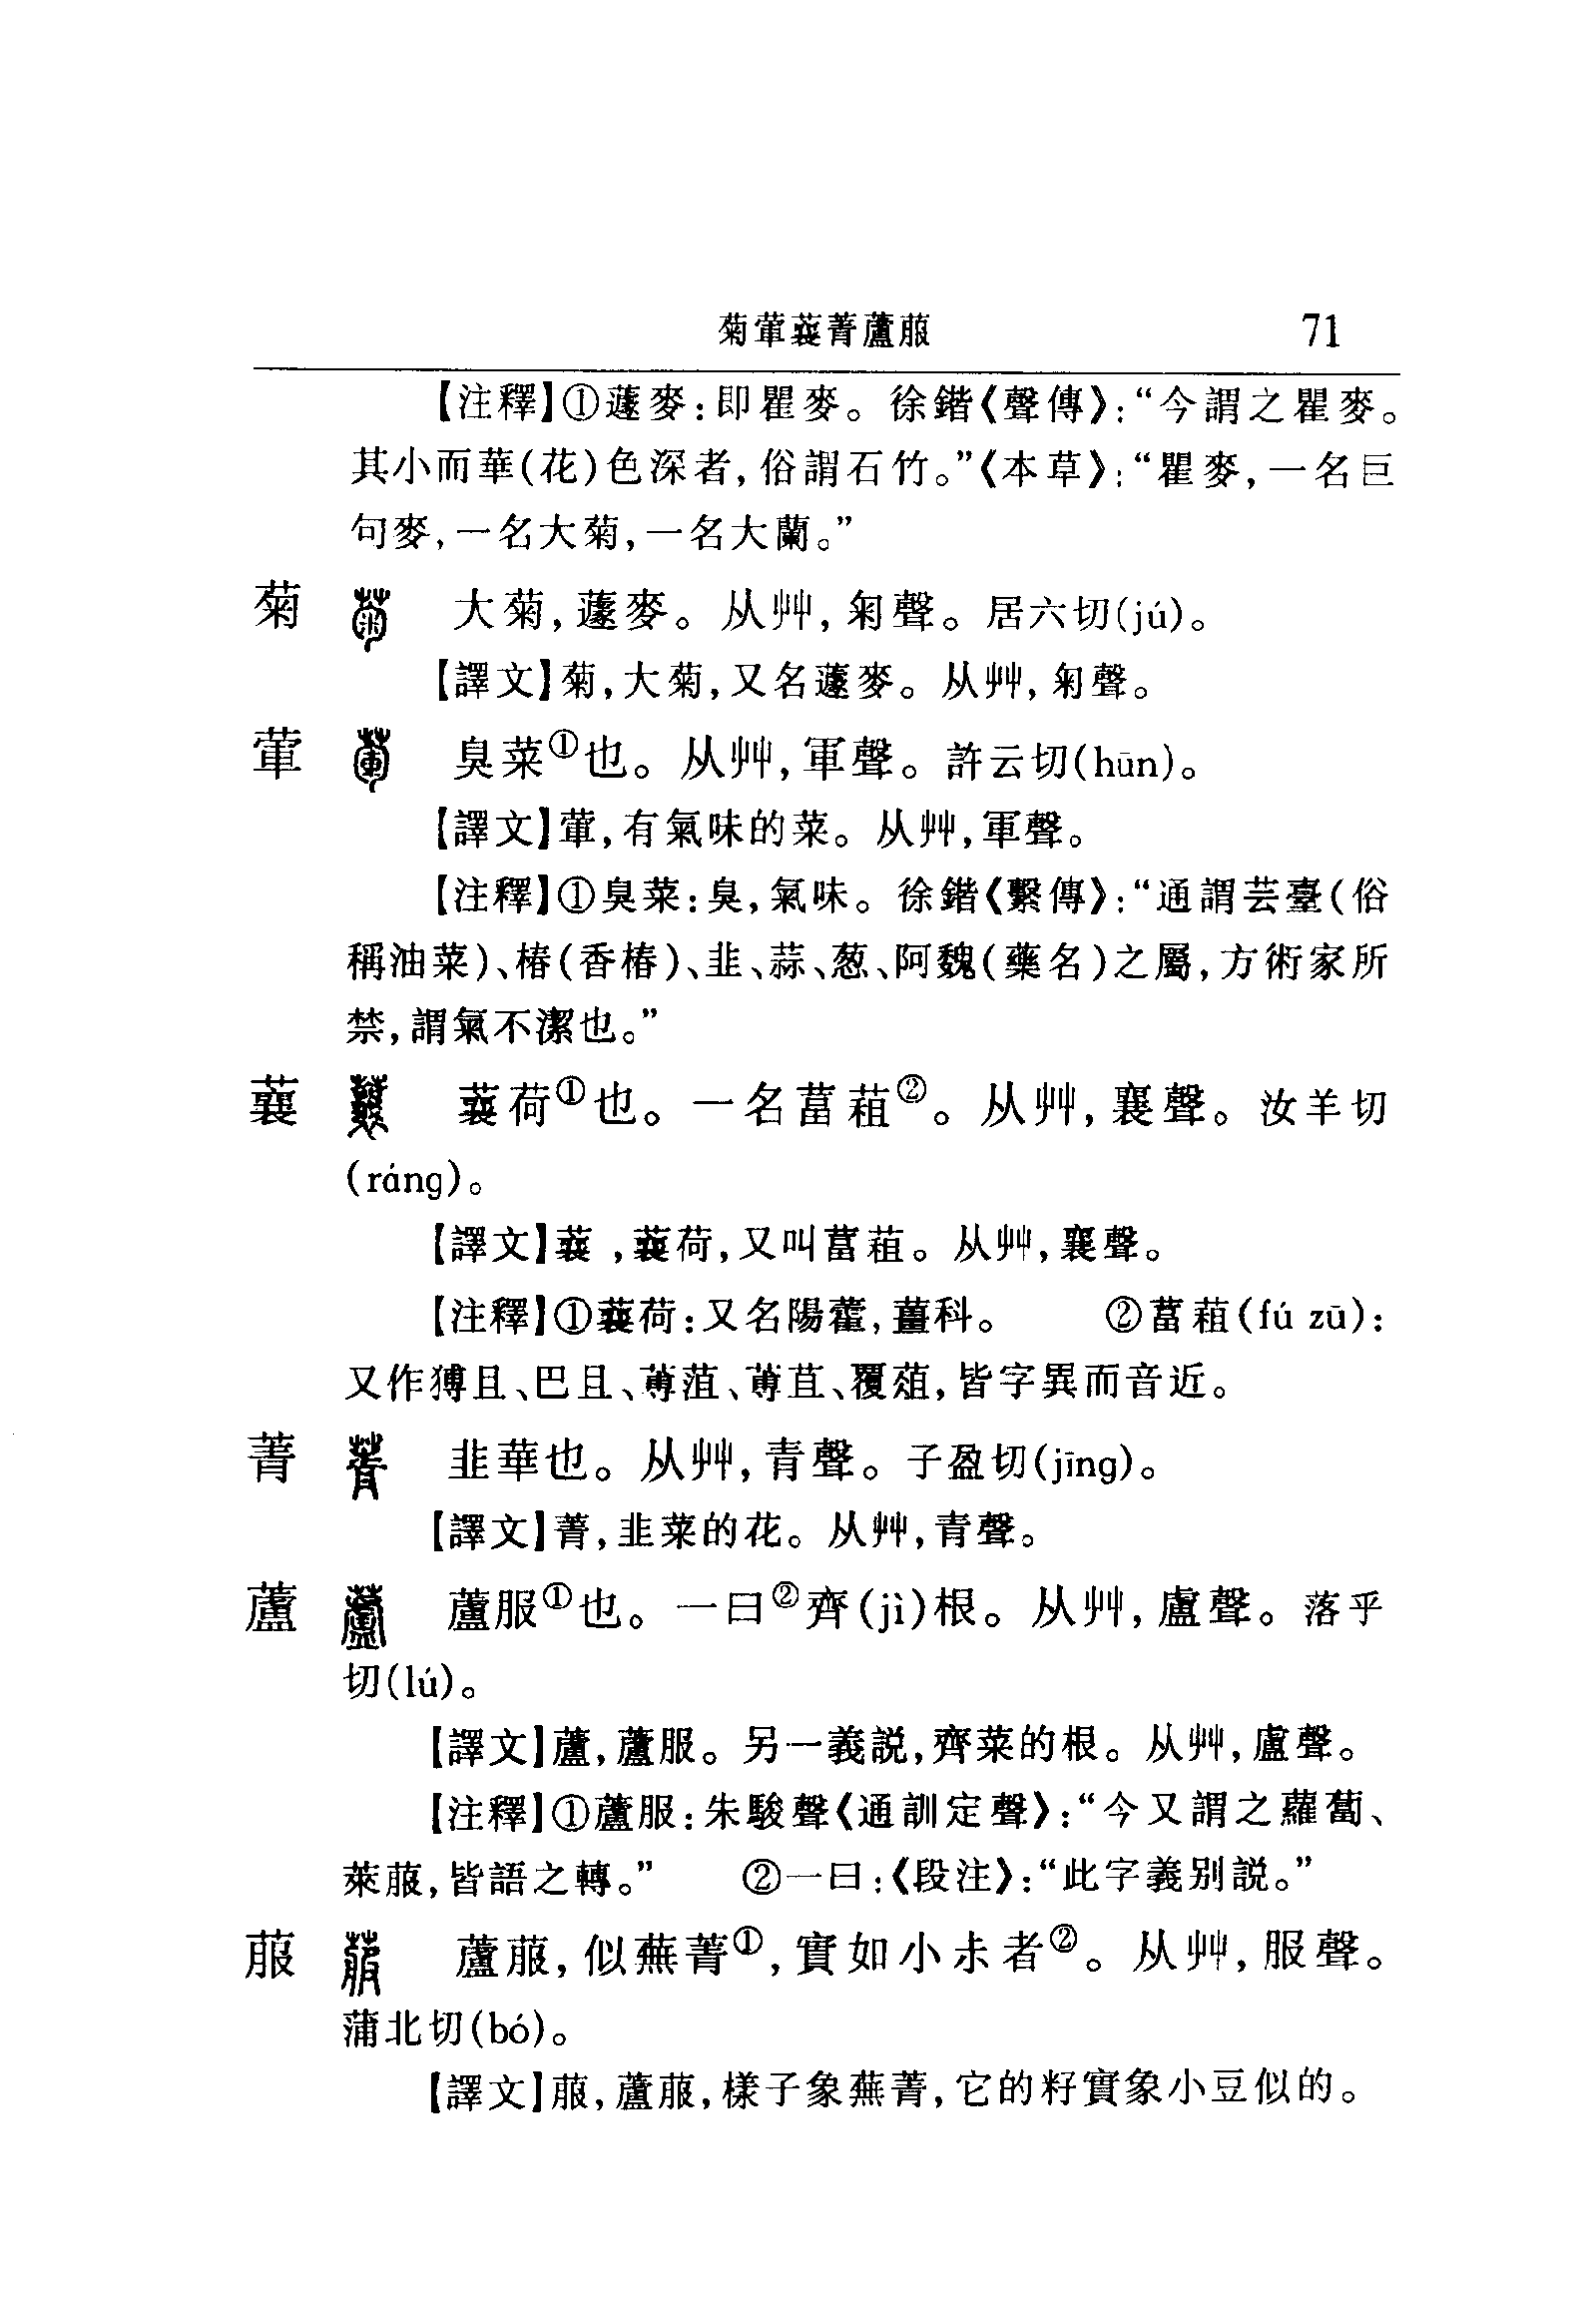 菊葷蘘菁蘆菔 71
【注釋】①蘧麥:即瞿麥。徐鍇《聲傳》:“今謂之瞿麥。
其小而華(花)色深者,俗謂石竹。”《本草》:“瞿麥,一名巨
句麥,一名大菊,一名大蘭。”
菊 大菊,蘧麥。从艸,匊聲。居六切(jú)。
【譯文】菊,大菊,又名蘧麥。从艸,匊聲。
葷 臭菜①也。从艸,軍聲。許云切(hūn)。
【譯文】葷,有氣味的菜。从艸,軍聲。
【注釋】①臭菜:臭,氣味。徐鍇《繫傳》:“通謂芸臺(俗
稱油菜)、椿(香椿)、韭、蒜、葱、阿魏(藥名)之屬,方術家所
禁,謂氣不潔也。”
蘘 蘘荷①也。一名葍蒩②。从艸,襄聲。汝羊切
(ráng)。
【譯文】蘘,蘘荷,又叫葍蒩。从艸,襄聲。
【注釋】①蘘荷:又名陽藿,薑科。 ②葍蒩(fú zū):
又作猼且、巴且、蒪菹、蒪苴、覆葅,皆字異而音近。
菁 韭華也。从艸,青聲。子盈切(jīng)。
【譯文】菁,韭菜的花。从艸,青聲。
蘆 蘆服①也。一曰②齊(jì)根。从艸,盧聲。落乎
切(lú)。
【譯文】蘆,蘆服。另一義説,齊菜的根。从艸,盧聲。
【注釋】①蘆服:朱駿聲《通訓定聲》:“今又謂之蘿蔔、
萊菔,皆語之轉。” ②一曰:《段注》:“此字義别説。”
菔 蘆菔,似蕪菁①,實如小尗者②。从艸,服聲。
蒲北切(bó)。
【譯文】菔,蘆菔,樣子象蕪菁,它的籽實象小豆似的。